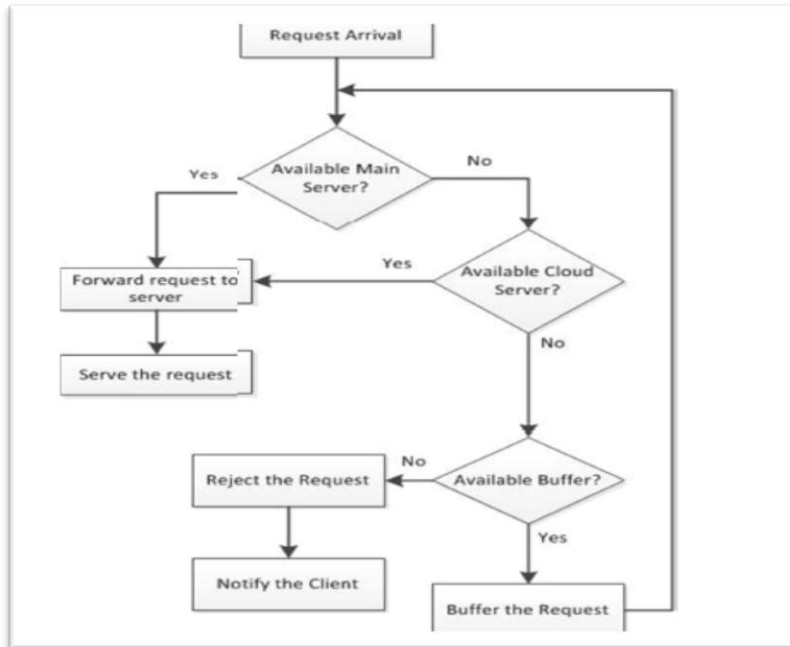 Request Arrival
Available Main
Server?
Yes
No
Forward request to
server
Yes
Available Cloud
Server?
Serve the request
No
Reject the Request
No
Available Buffer?
Yes
Notify the Client
Buffer the Request